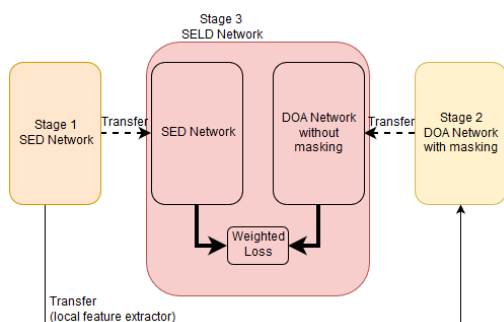 Stage 3
SELD Network
Stage 1
SED Network
Transfer
SED Network
DOA Network
without
masking
Transfer
Stage 2
DOA Network
with masking
Weighted
Loss
Transfer
(local feature extractor)